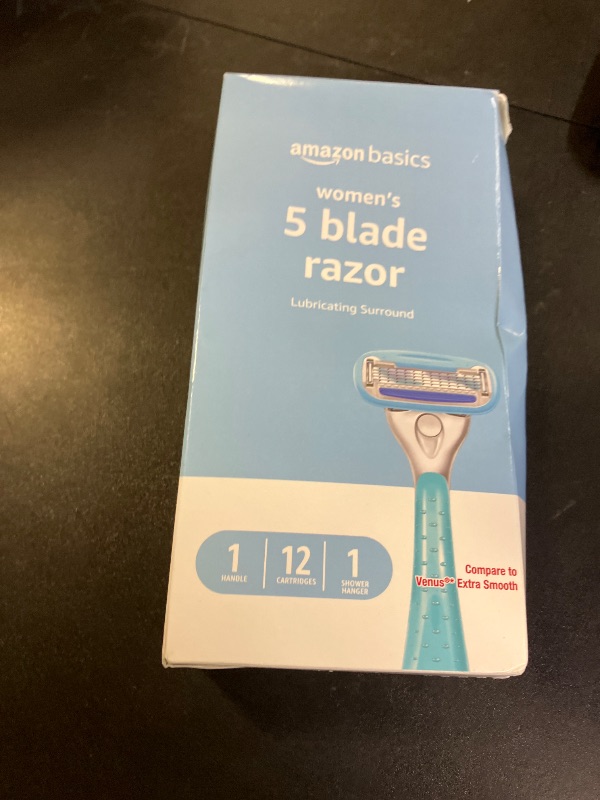 amazon basics
women's
5 blade
razor
Lubricating Surround
1 HANDLE
12 CARTRIDGES
1 SHOWER HANGER
Compare to
Venus®* Extra Smooth